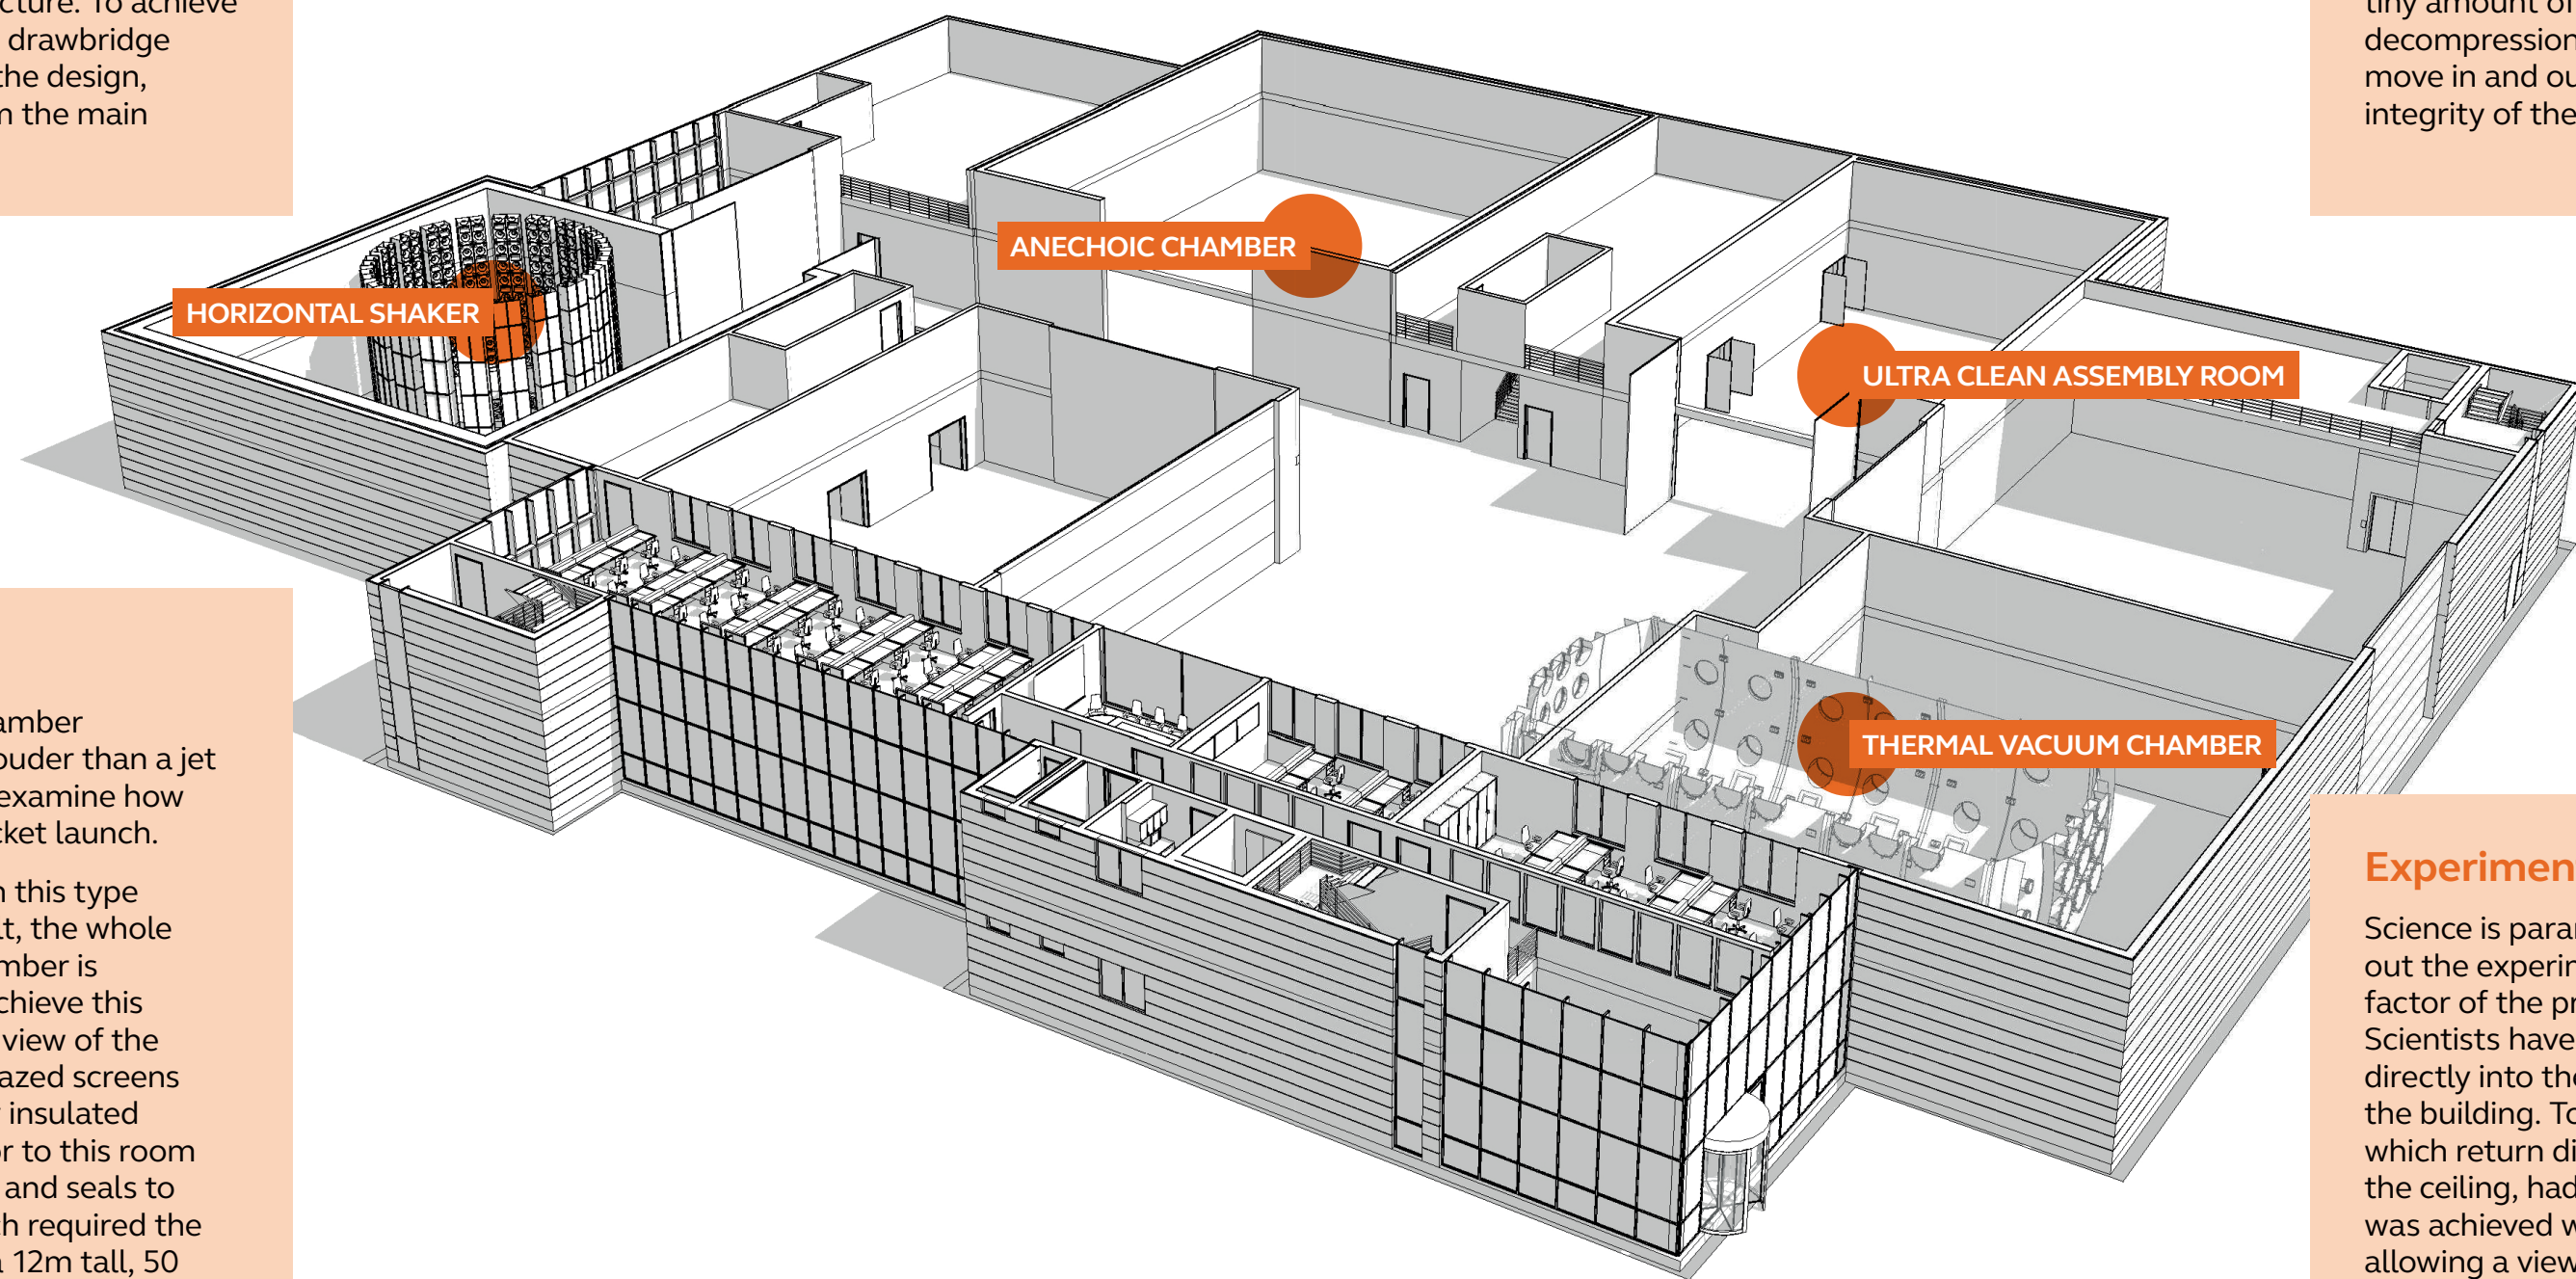 cture. To achieve
drawbridge
the design,
m the main
tiny amount of
decompression
move in and ou
integrity of the
ANECHOIC CHAMBER
HORIZONTAL SHAKER
ULTRA CLEAN ASSEMBLY ROOM
THERMAL VACUUM CHAMBER
amber
ouder than a jet
examine how
cket launch.
n this type
lt, the whole
mber is
chieve this
view of the
azed screens
insulated
or to this room
and seals to
ch required the
a 12m tall, 50
Experimen
Science is para
out the experin
factor of the pr
Scientists have
directly into the
the building. To
which return di
the ceiling, had
was achieved w
allowing a view